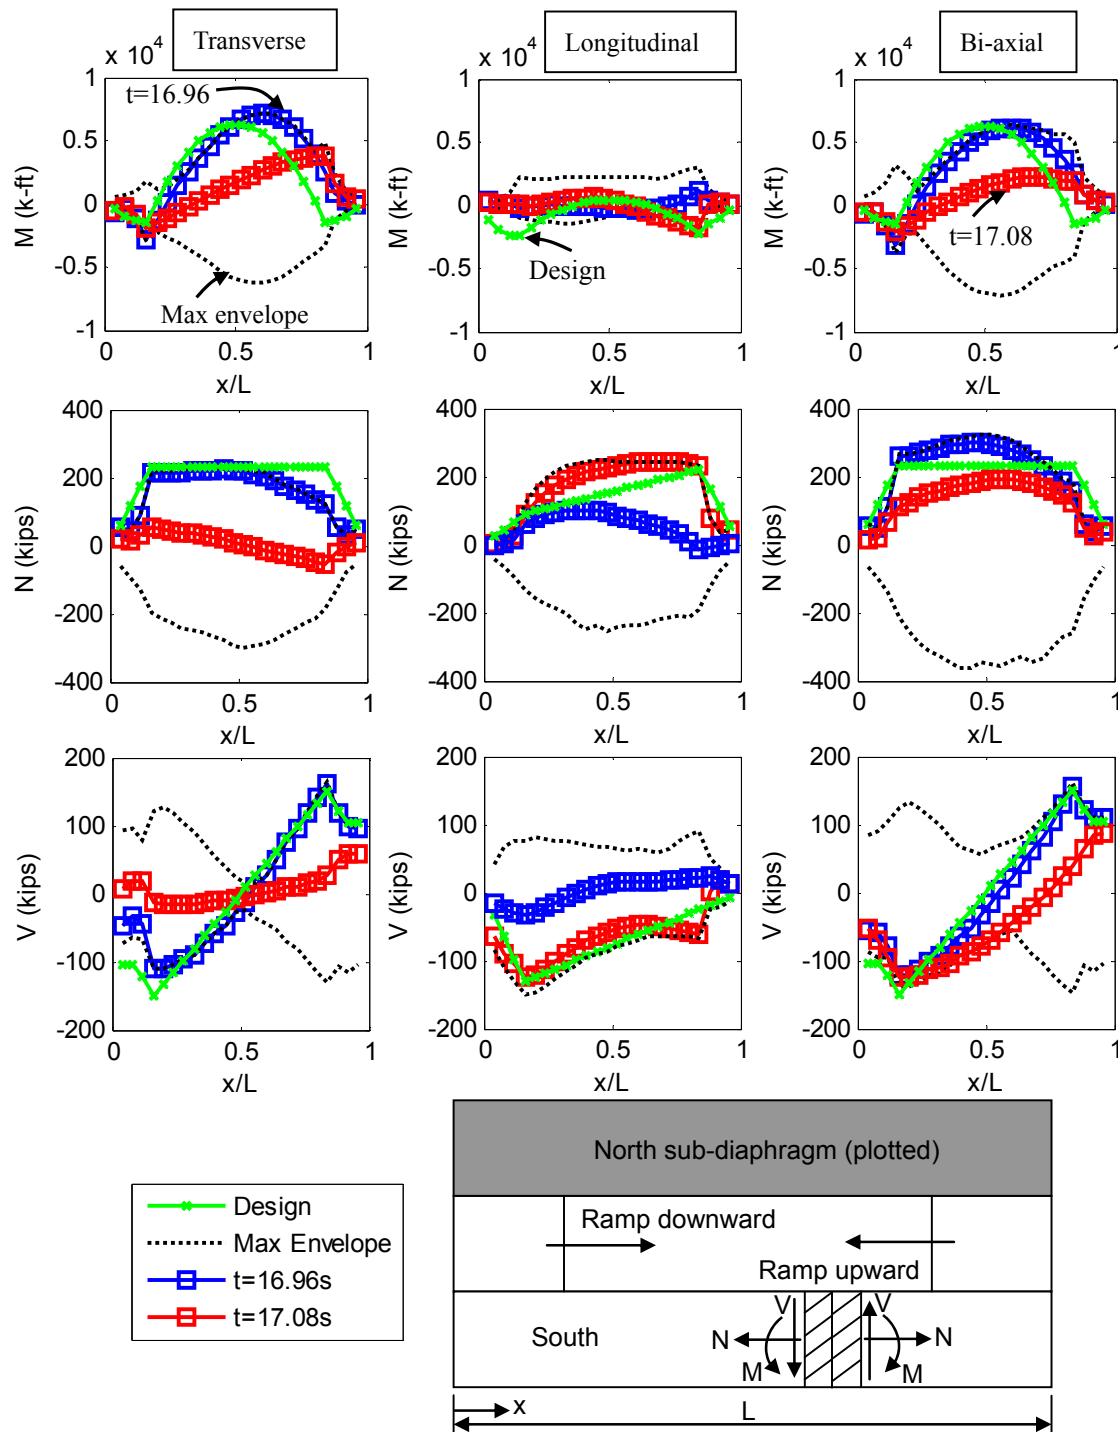 Transverse
Longitudinal
Bi-axial
x 10⁴
x 10⁴
x 10⁴
1
0.5
0
-0.5
-1
M (k-ft)
t=16.96
Max envelope
0
0.5
1
x/L
1
0.5
0
-0.5
-1
M (k-ft)
Design
0
0.5
1
x/L
1
0.5
0
-0.5
-1
M (k-ft)
t=17.08
0
0.5
1
x/L
400
200
0
-200
-400
N (kips)
0
0.5
1
x/L
400
200
0
-200
-400
N (kips)
0
0.5
1
x/L
400
200
0
-200
-400
N (kips)
0
0.5
1
x/L
200
100
0
-100
-200
V (kips)
0
0.5
1
x/L
200
100
0
-100
-200
V (kips)
0
0.5
1
x/L
200
100
0
-100
-200
V (kips)
0
0.5
1
x/L
Design
Max Envelope
t=16.96s
t=17.08s
North sub-diaphragm (plotted)
Ramp downward
Ramp upward
South
V
V
N
N
M
M
x
L